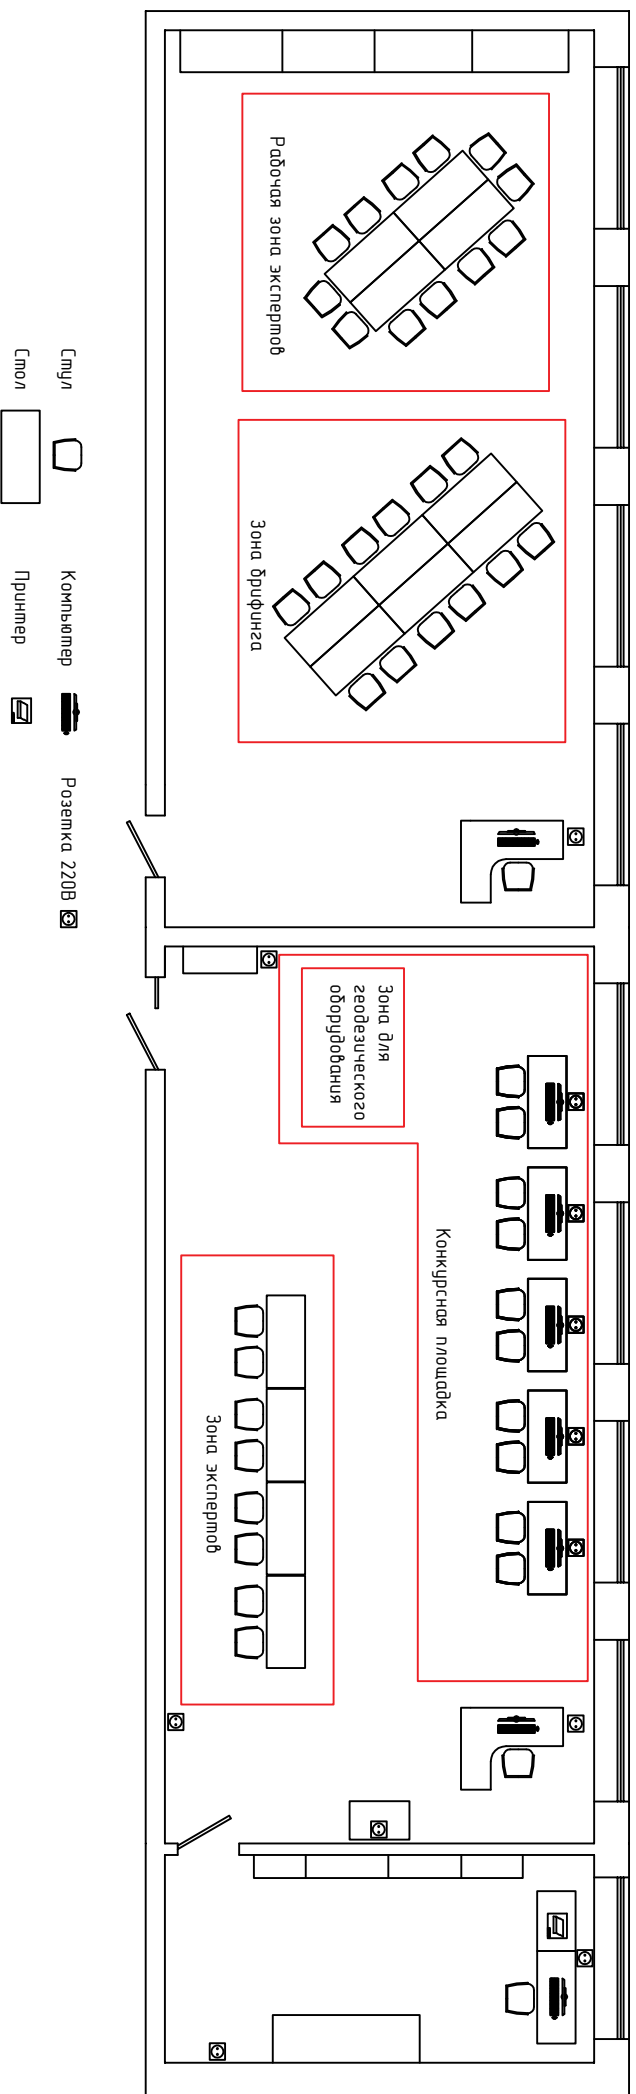 Рабочая зона экспертов
Зона брифинга
Зона для
геодезического
оборудования
Конкурсная площадка
Зона экспертов
Стул
Компьютер
Розетка 220В
Стол
Принтер